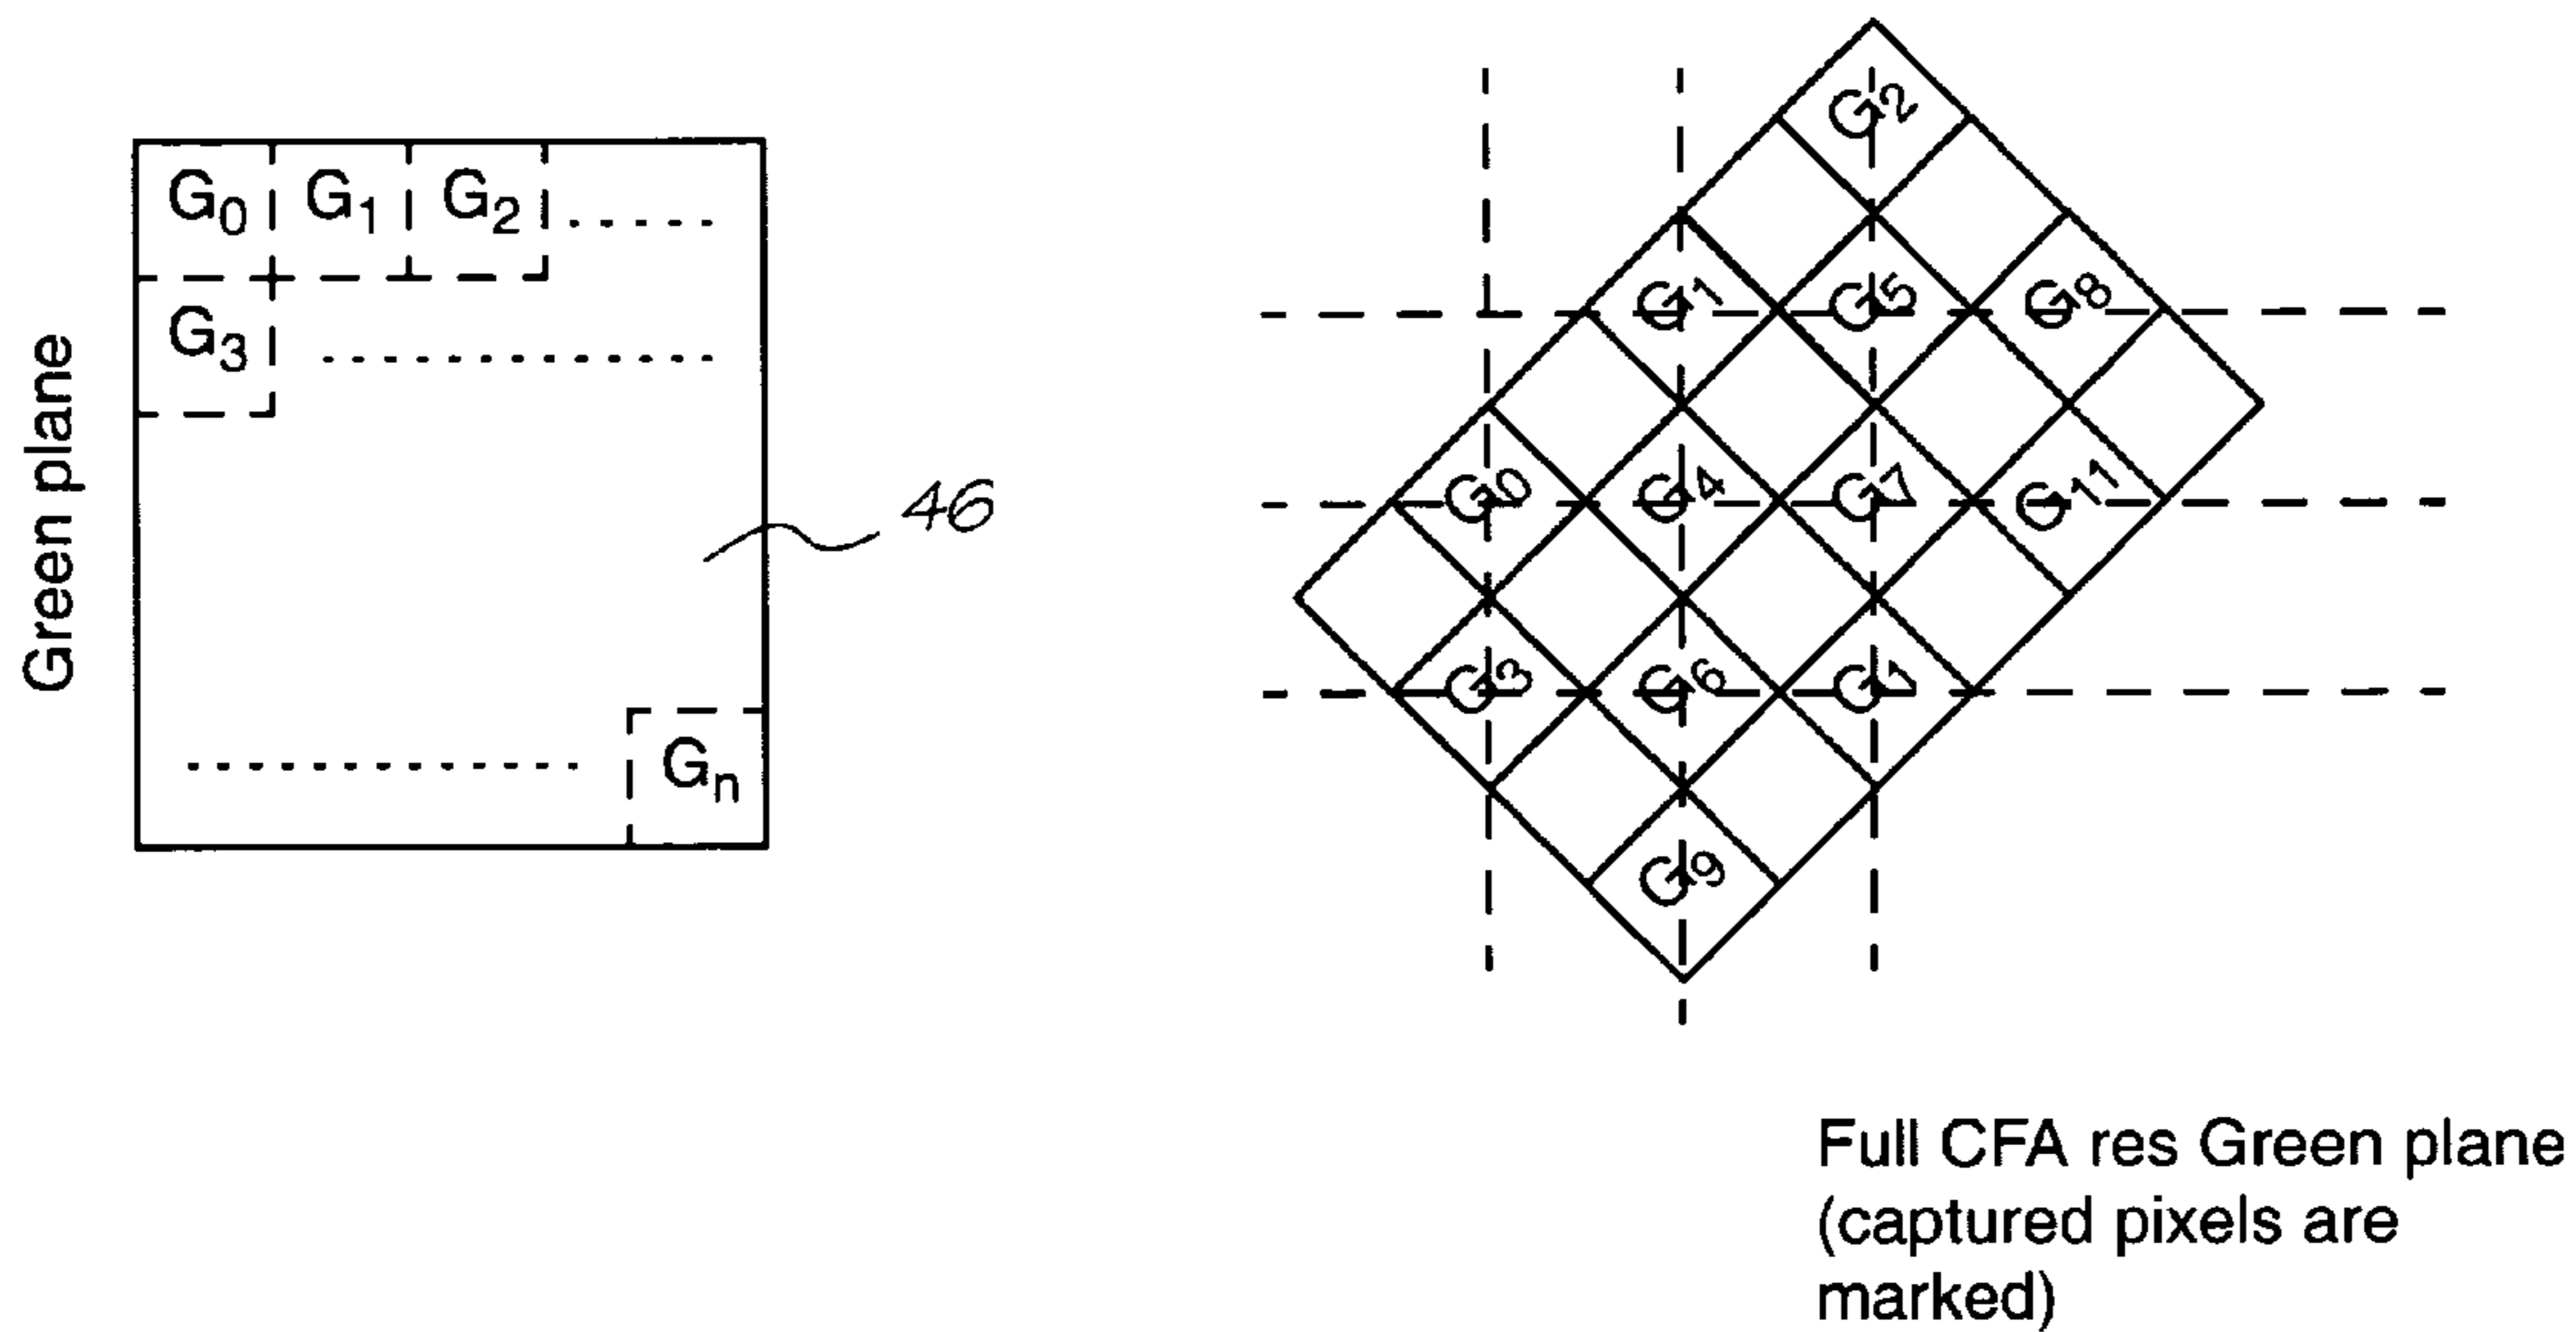 Green plane
G0 G1 G2
G3
Gn
46
G2
G1 G5 G8
G0 G4 G7 G11
G3 G6 G1
G9
Full CFA res Green plane
(captured pixels are
marked)